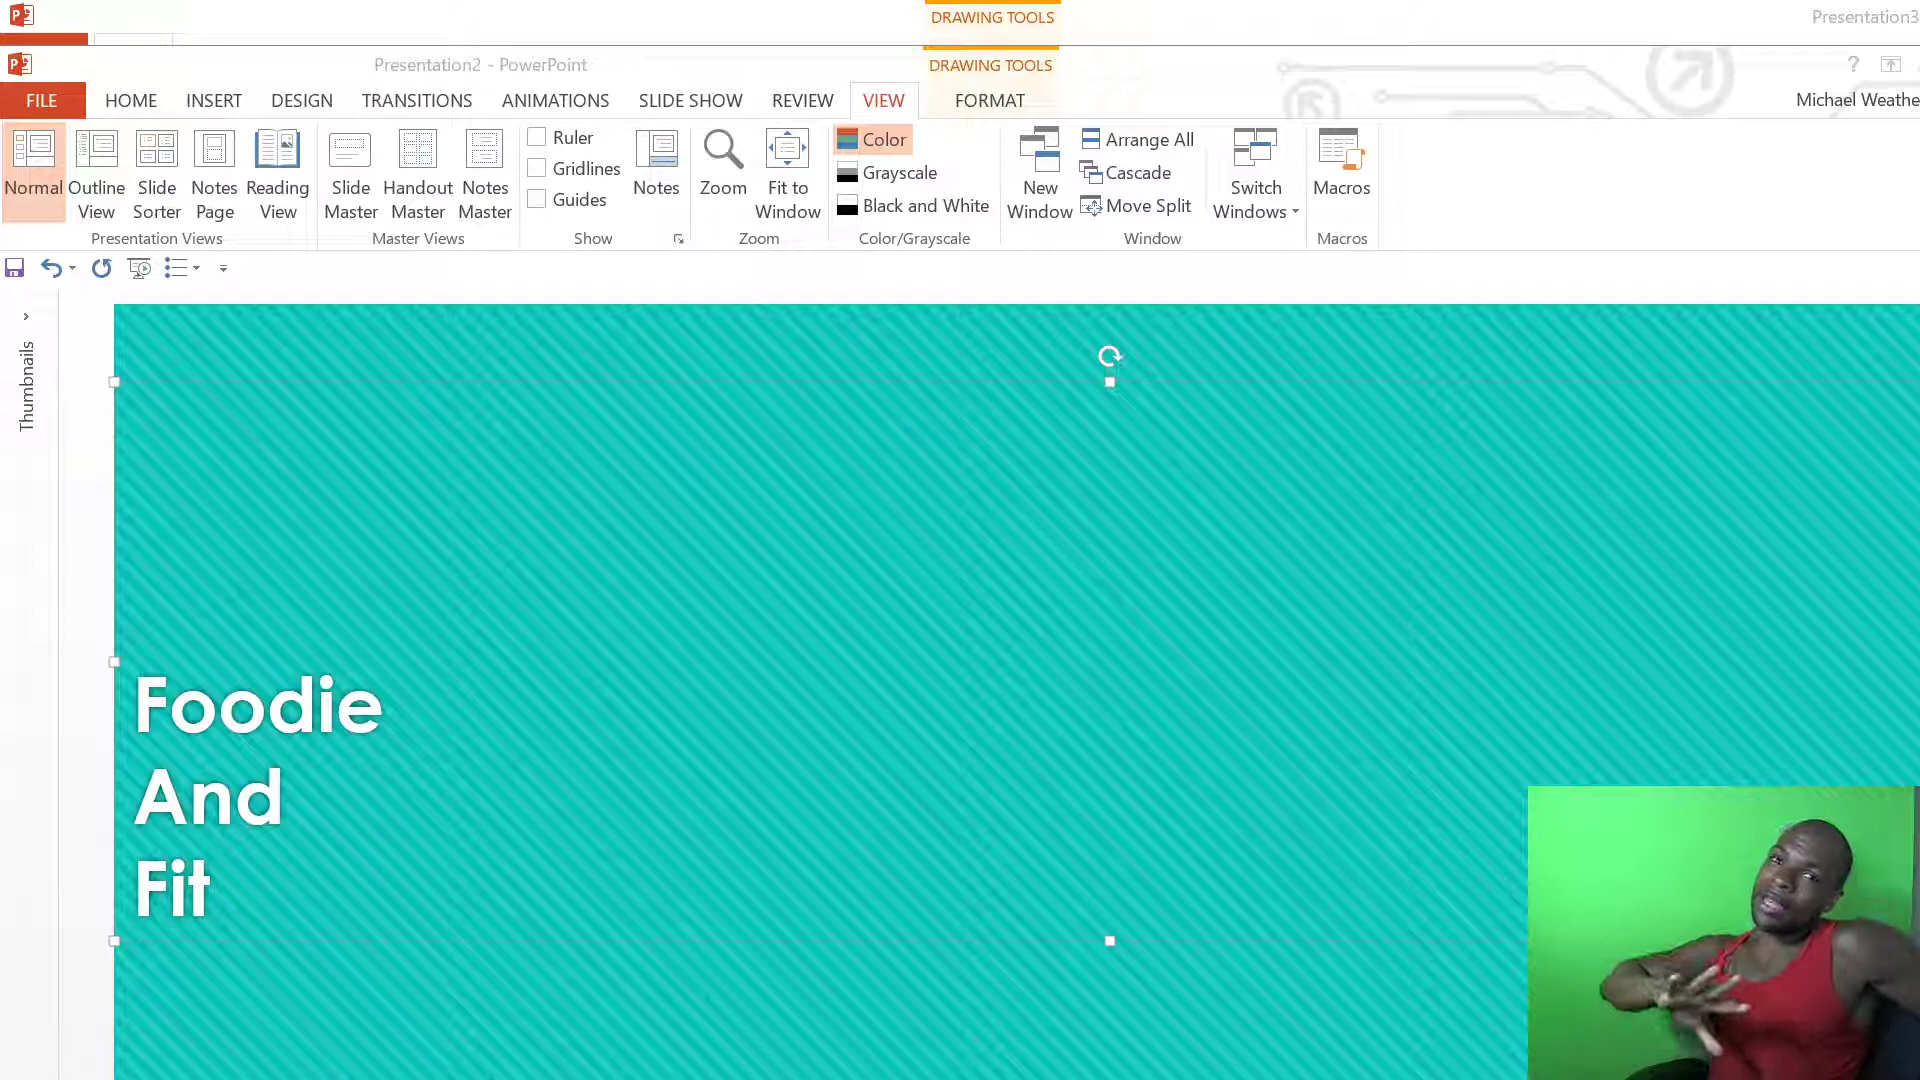 DRAWING TOOLS
Presentation3
Presentation2 - PowerPoint
DRAWING TOOLS
?
FILE
HOME
INSERT
DESIGN
TRANSITIONS
ANIMATIONS
SLIDE SHOW
REVIEW
VIEW
FORMAT
Michael Weathe
Normal
Outline
View
Slide
Sorter
Notes
Page
Reading
View
Presentation Views
Slide
Master
Handout
Master
Notes
Master
Master Views
Ruler
Gridlines
Guides
Show
Notes
Zoom
Fit to
Window
Zoom
Color
Grayscale
Black and White
Color/Grayscale
New
Window
Arrange All
Cascade
Move Split
Switch
Windows
Window
Macros
Macros
Thumbnails
Foodie
And
Fit